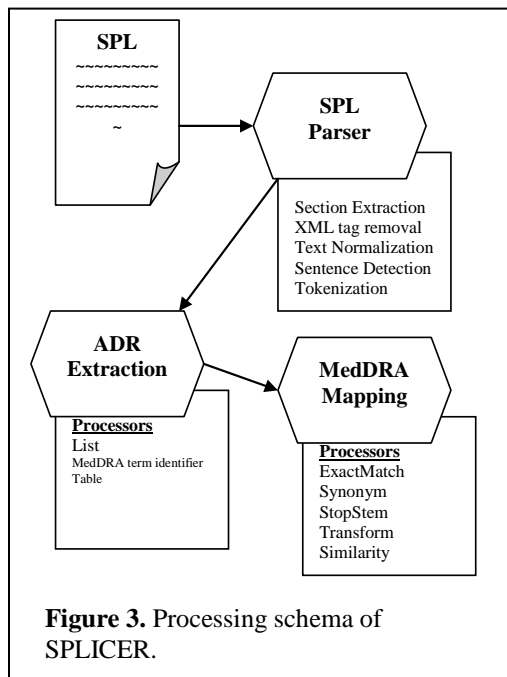 SPL
~~~~~~~~~
~~~~~~~~~
~~~~~~~~~
~
SPL
Parser
Section Extraction
XML tag removal
Text Normalization
Sentence Detection
Tokenization
ADR
Extraction
Processors
List
MedDRA term identifier
Table
MedDRA
Mapping
Processors
ExactMatch
Synonym
StopStem
Transform
Similarity
Figure 3. Processing schema of
SPLICER.